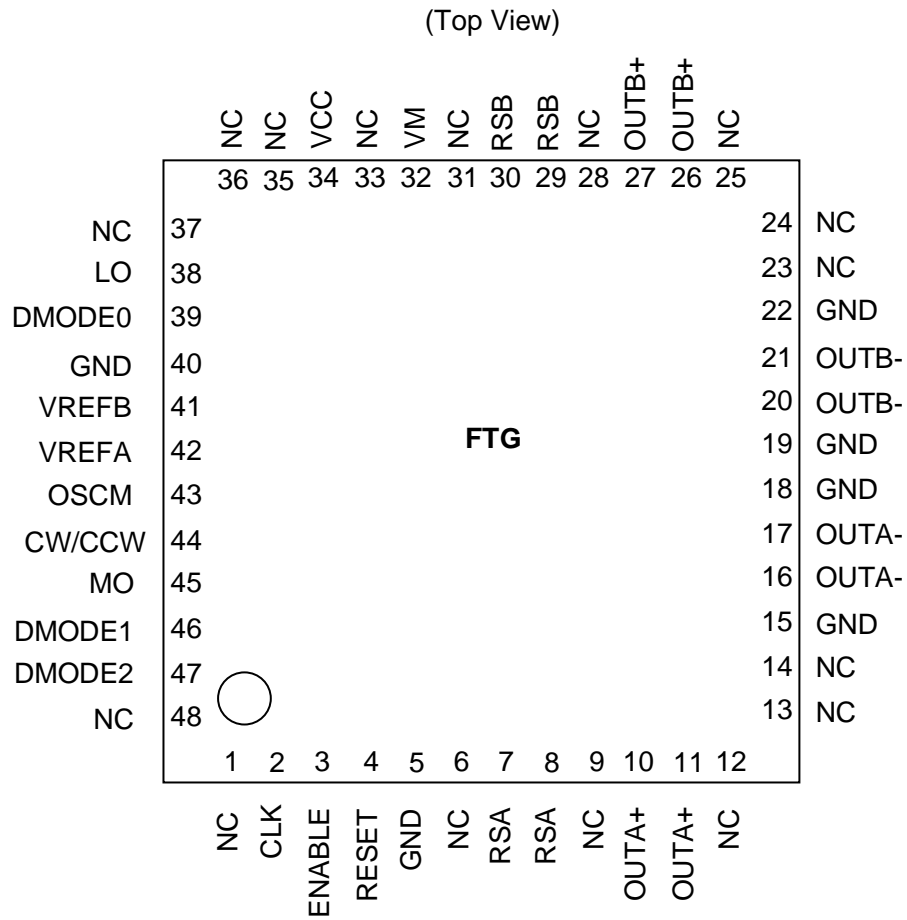 (Top View)
NC NC VCC NC VM NC RSB RSB NC OUTB+ OUTB+ NC
36 35 34 33 32 31 30 29 28 27 26 25
NC 37 24 NC
LO 38 23 NC
DMODE0 39 22 GND
GND 40 21 OUTB-
VREFB 41 20 OUTB-
VREFA 42 FTG 19 GND
OSCM 43 18 GND
CW/CCW 44 17 OUTA-
MO 45 16 OUTA-
DMODE1 46 15 GND
DMODE2 47 14 NC
NC 48 13 NC
1 2 3 4 5 6 7 8 9 10 11 12
NC CLK ENABLE RESET GND NC RSA RSA NC OUTA+ OUTA+ NC